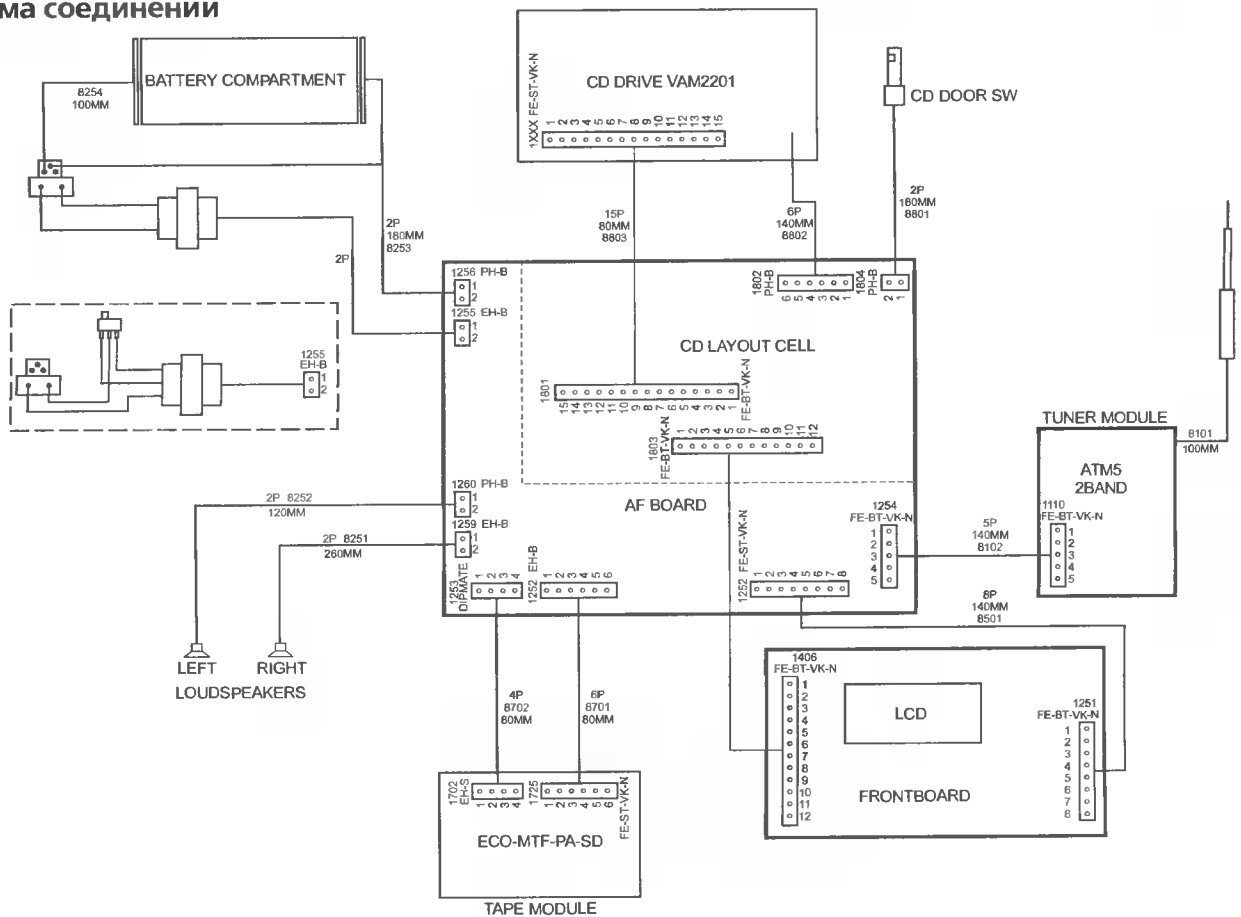 ма соединений
BATTERY COMPARTMENT
8254
100MM
CD DRIVE VAM2201
1XXX FE-ST-VK-N
1 2 3 4 5 6 7 8 9 10 11 12 13 14 15
CD DOOR SW
2P
180MM
8801
15P
80MM
8803
6P
140MM
8802
2P
180MM
8253
2P
1256 PH-B
1
2
1255 EH-B
1
2
1802
PH-B
6 5 4 3 2 1
1804
PH-B
2 1
CD LAYOUT CELL
1255
EH-B
1
2
1801
15 14 13 12 11 10 9 8 7 6 5 4 3 2 1
FE-BT-VK-N
1803
FE-BT-VK-N
1 2 3 4 5 6 7 8 9 10 11 12
TUNER MODULE
8101
100MM
ATM5
2BAND
1110
FE-BT-VK-N
1
2
3
4
5
1260 PH-B
1
2
2P 8252
120MM
AF BOARD
1254
FE-BT-VK-N
1
2
3
4
5
5P
140MM
8102
1259 EH-B
1
2
2P 8251
260MM
1253
DIPMATE
1 2 3 4
1252 EH-B
1 2 3 4 5 6
1252 FE-ST-VK-N
1 2 3 4 5 6 7 8
8P
140MM
8501
LEFT
RIGHT
LOUDSPEAKERS
4P
8702
80MM
6P
8701
80MM
1406
FE-BT-VK-N
1
2
3
4
5
6
7
8
9
10
11
12
LCD
1251
FE-BT-VK-N
1
2
3
4
5
6
7
8
FRONTBOARD
1702
EH-S
1 2 3 4
1725
1 2 3 4 5 6
FE-ST-VK-N
ECO-MTF-PA-SD
TAPE MODULE